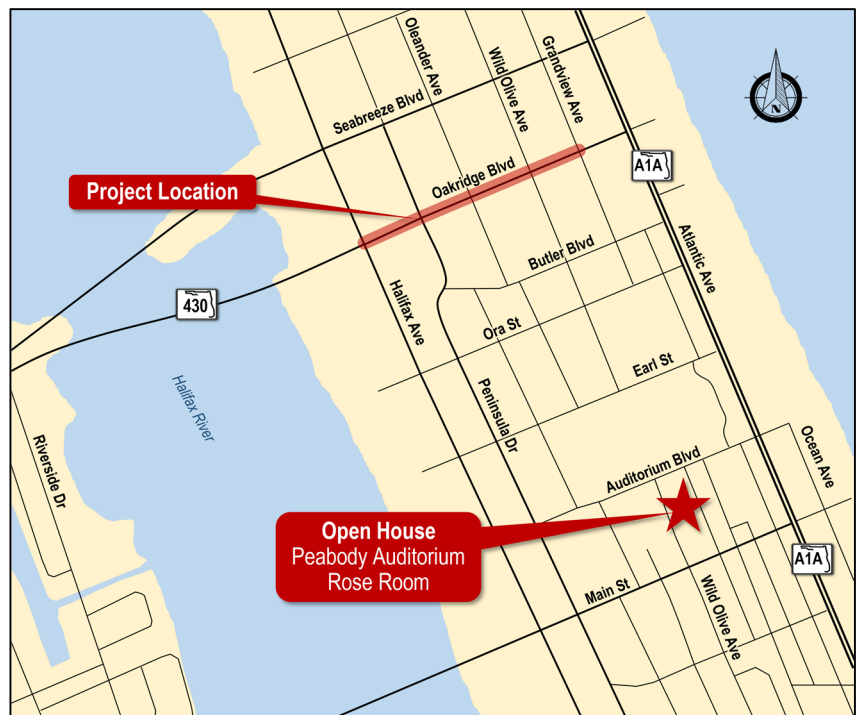 Oleander Ave
Wild Olive Ave
Grandview Ave
Seabreeze Blvd
N
A1A
Oakridge Blvd
Project Location
Atlantic Ave
Butler Blvd
430
Halifax Ave
Ora St
Earl St
Halifax River
Peninsula Dr
Riverside Dr
Auditorium Blvd
Ocean Ave
Open House
Peabody Auditorium
Rose Room
A1A
Main St
Wild Olive Ave